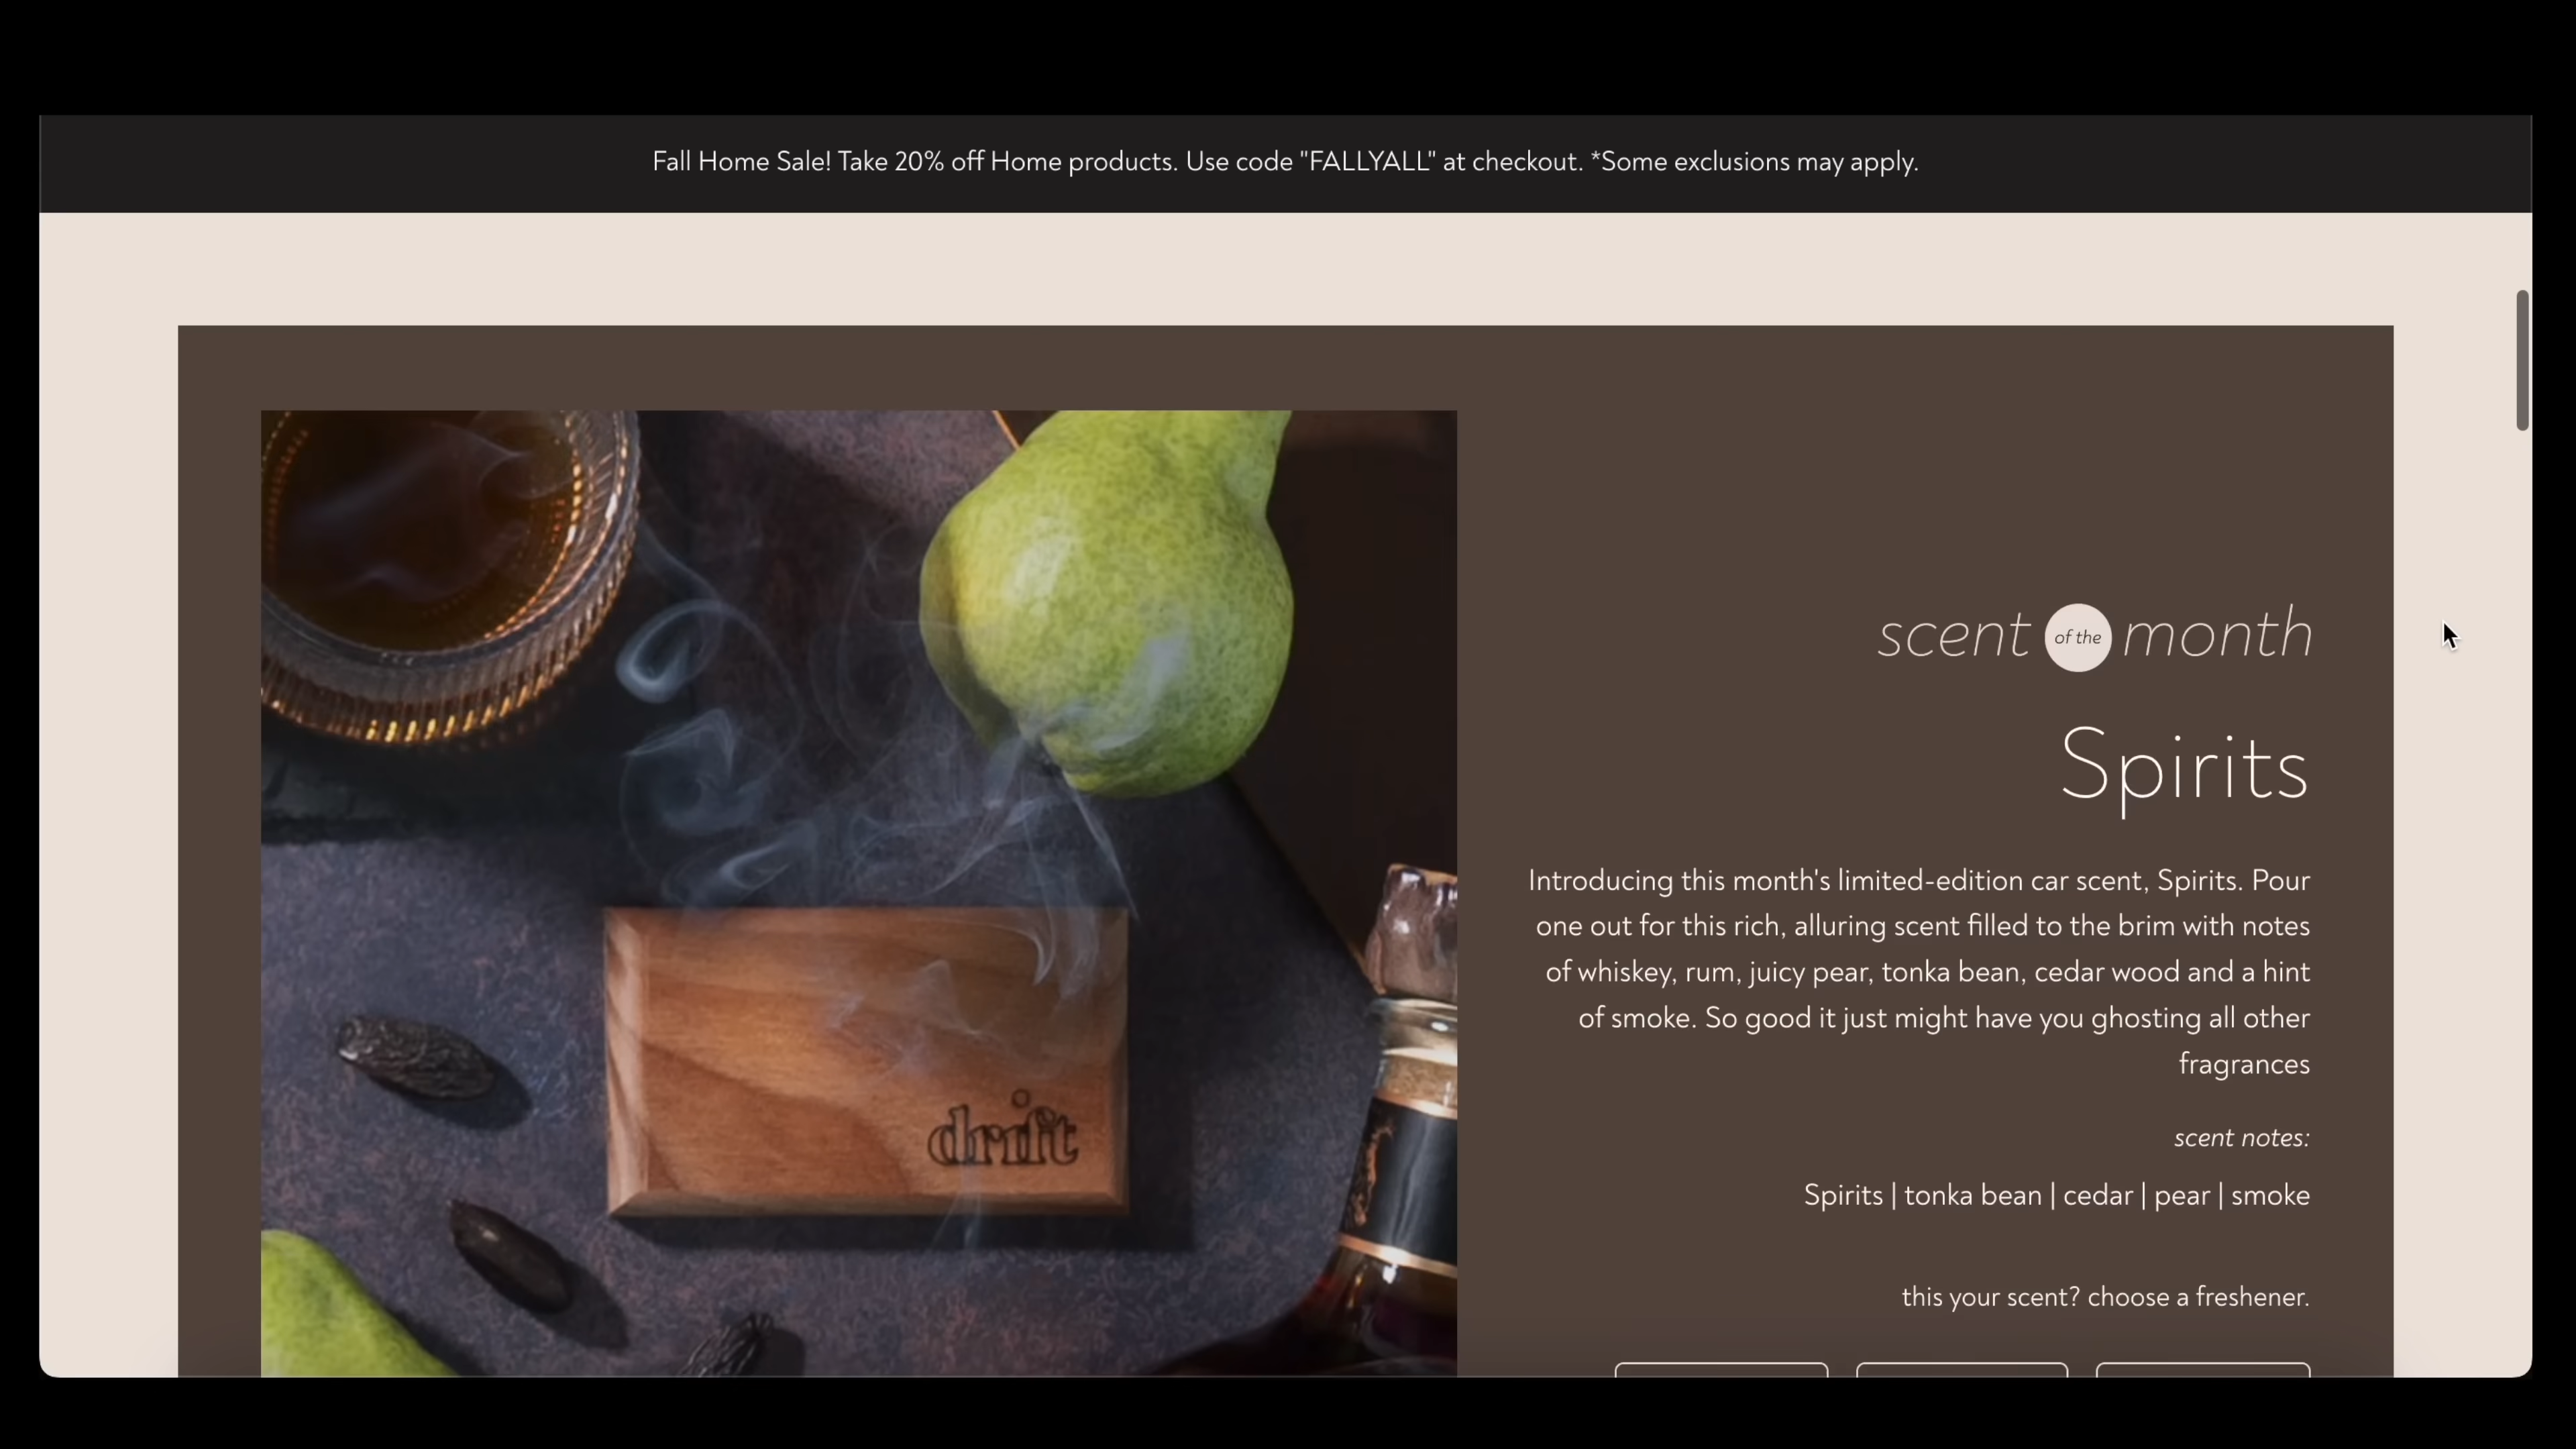 Fall Home Sale! Take 20% off Home products. Use code "FALLYALL" at checkout. *Some exclusions may apply.
scent of the month
Spirits
Introducing this month's limited-edition car scent, Spirits. Pour
one out for this rich, alluring scent filled to the brim with notes
of whiskey, rum, juicy pear, tonka bean, cedar wood and a hint
of smoke. So good it just might have you ghosting all other
fragrances
scent notes:
Spirits | tonka bean | cedar | pear | smoke
this your scent? choose a freshener.
drift